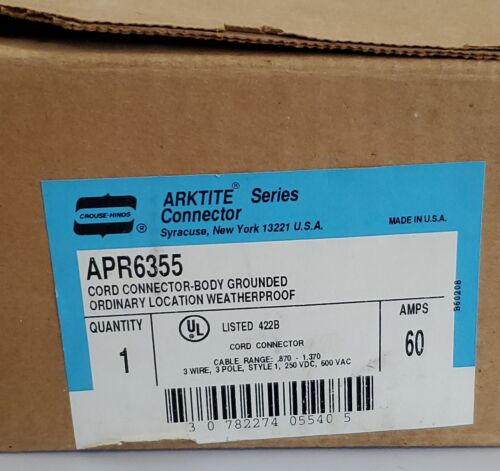 CROUSE-HINDS ®
ARKTITE® Series
Connector
Syracuse, New York 13221 U.S.A.
MADE IN U.S.A.
APR6355
CORD CONNECTOR-BODY GROUNDED
ORDINARY LOCATION WEATHERPROOF
B60208
QUANTITY
1
UL
LISTED 422B
CORD CONNECTOR
CABLE RANGE: .870 - 1.370
3 WIRE, 3 POLE, STYLE 1, 250 VDC, 600 VAC
AMPS
60
3 0 782274 05540 5